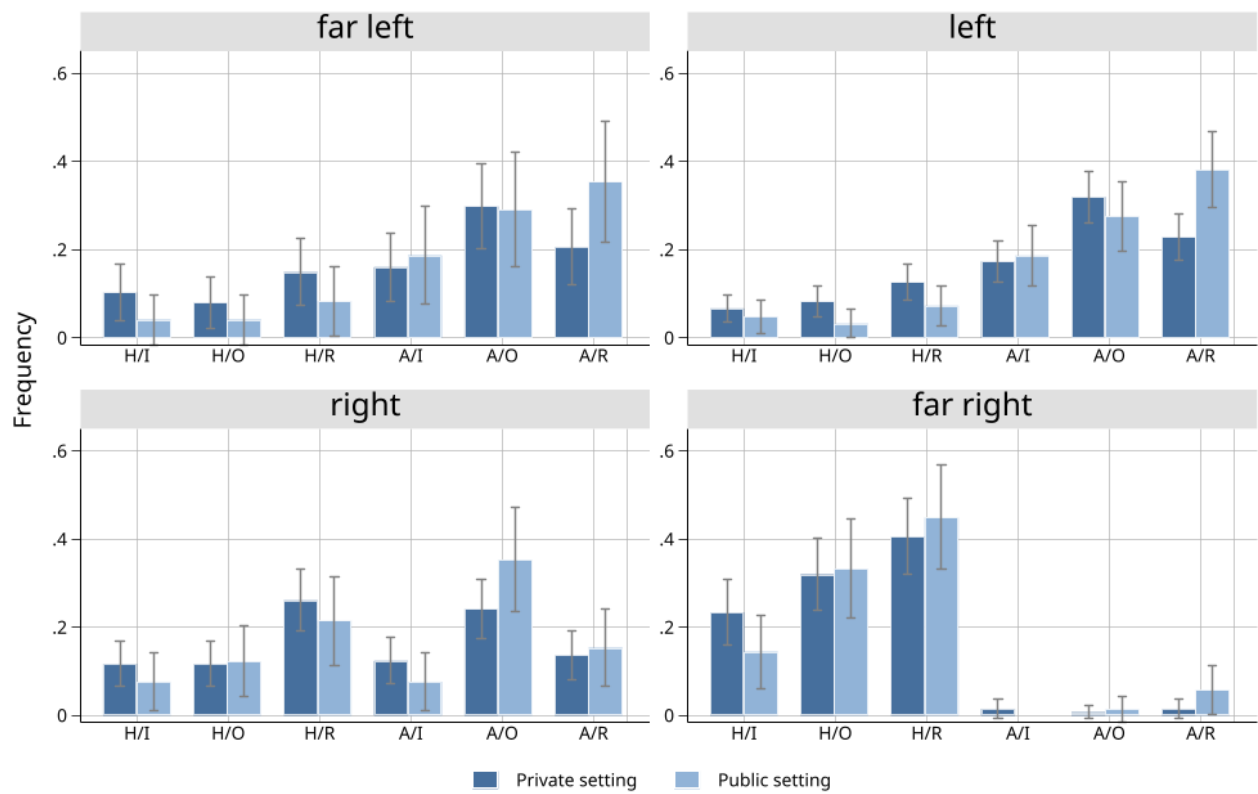 far left
left
.6
.4
.2
0
H/I H/O H/R A/I A/O A/R
.6
.4
.2
0
H/I H/O H/R A/I A/O A/R
Frequency
right
far right
.6
.4
.2
0
H/I H/O H/R A/I A/O A/R
.6
.4
.2
0
H/I H/O H/R A/I A/O A/R
Private setting
Public setting